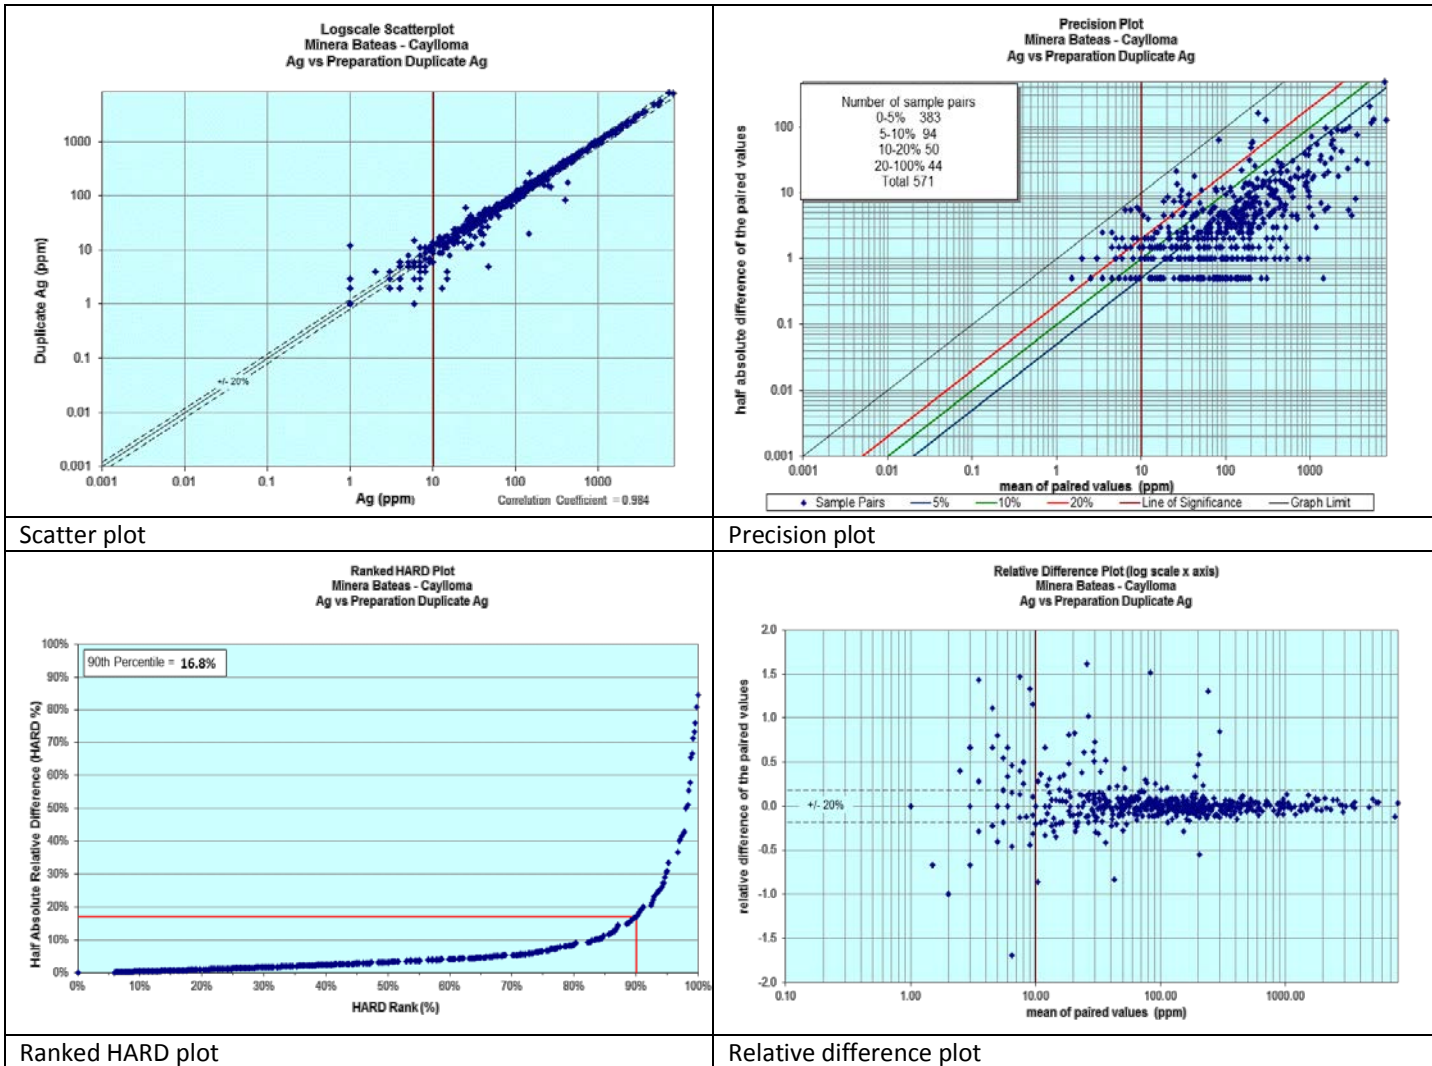 Logscale Scatterplot
Minera Bateas - Caylloma
Ag vs Preparation Duplicate Ag
Duplicate Ag (ppm)
1000
100
10
1
0.1
0.01
0.001
+/- 20%
0.001 0.01 0.1 1 10 100 1000
Ag (ppm)
Correlation Coefficient = 0.984
Scatter plot
Precision Plot
Minera Bateas - Caylloma
Ag vs Preparation Duplicate Ag
half absolute difference of the paired values
Number of sample pairs
0-5% 383
5-10% 94
10-20% 50
20-100% 44
Total 571
100
10
1
0.1
0.01
0.001
0.001 0.01 0.1 1 10 100 1000
mean of paired values (ppm)
Sample Pairs 5% 10% 20% Line of Significance Graph Limit
Precision plot
Ranked HARD Plot
Minera Bateas - Caylloma
Ag vs Preparation Duplicate Ag
Half Absolute Relative Difference (HARD %)
90th Percentile = 16.8%
100%
90%
80%
70%
60%
50%
40%
30%
20%
10%
0%
0% 10% 20% 30% 40% 50% 60% 70% 80% 90% 100%
HARD Rank (%)
Ranked HARD plot
Relative Difference Plot (log scale x axis)
Minera Bateas - Caylloma
Ag vs Preparation Duplicate Ag
relative difference of the paired values
2.0
1.5
1.0
0.5
0.0
-0.5
-1.0
-1.5
-2.0
+/- 20%
0.10 1.00 10.00 100.00 1000.00
mean of paired values (ppm)
Relative difference plot